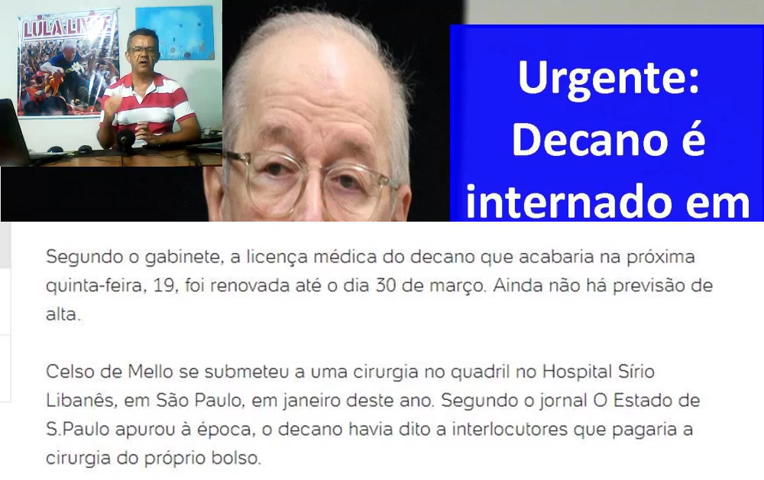 LULA LIVRE
Urgente:
Decano é
internado em
Segundo o gabinete, a licença médica do decano que acabaria na próxima
quinta-feira, 19, foi renovada até o dia 30 de março. Ainda não há previsão de
alta.
Celso de Mello se submeteu a uma cirurgia no quadril no Hospital Sírio
Libanês, em São Paulo, em janeiro deste ano. Segundo o jornal O Estado de
S.Paulo apurou à época, o decano havia dito a interlocutores que pagaria a
cirurgia do próprio bolso.